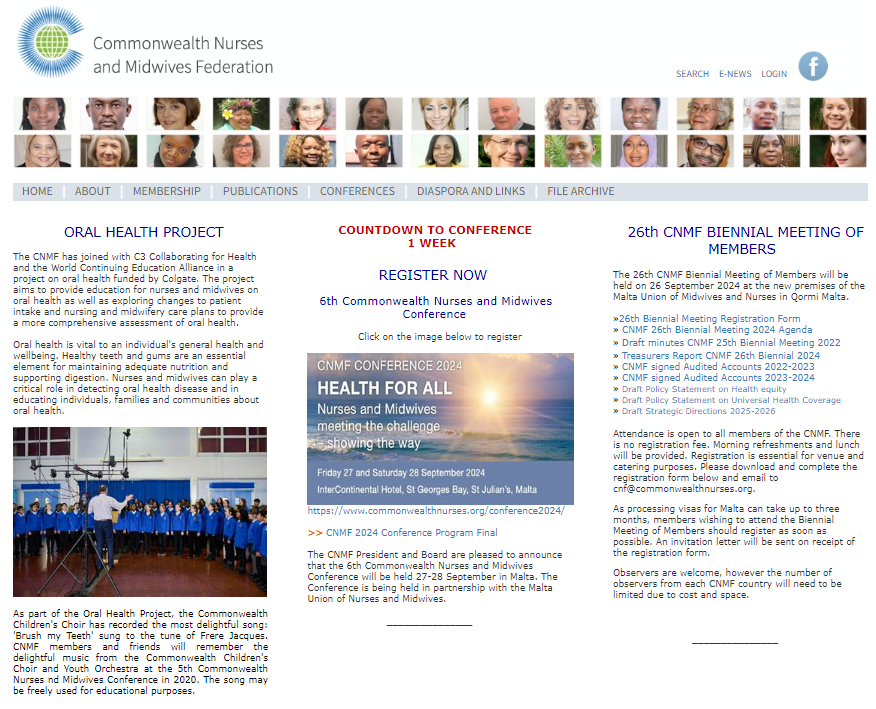 Commonwealth Nurses
and Midwives Federation
SEARCH E-NEWS LOGIN
f
HOME ABOUT MEMBERSHIP PUBLICATIONS CONFERENCES DIASPORA AND LINKS FILE ARCHIVE
ORAL HEALTH PROJECT
The CNMF has joined with C3 Collaborating for Health
and the World Continuing Education Alliance in a
project on oral health funded by Colgate. The project
aims to provide education for nurses and midwives on
oral health as well as exploring changes to patient
intake and nursing and midwifery care plans to provide
a more comprehensive assessment of oral health.
Oral health is vital to an individual's general health and
wellbeing. Healthy teeth and gums are an essential
element for maintaining adequate nutrition and
supporting digestion. Nurses and midwives can play a
critical role in detecting oral health disease and in
educating individuals, families and communities about
oral health.
As part of the Oral Health Project, the Commonwealth
Children's Choir has recorded the most delightful song:
'Brush my Teeth' sung to the tune of Frere Jacques.
CNMF members and friends will remember the
delightful music from the Commonwealth Children's
Choir and Youth Orchestra at the 5th Commonwealth
Nurses nd Midwives Conference in 2020. The song may
be freely used for educational purposes.
COUNTDOWN TO CONFERENCE
1 WEEK
REGISTER NOW
6th Commonwealth Nurses and Midwives
Conference
Click on the image below to register
CNMF CONFERENCE 2024
HEALTH FOR ALL
Nurses and Midwives
meeting the challenge
– showing the way
Friday 27 and Saturday 28 September 2024
InterContinental Hotel, St Georges Bay, St Julian's, Malta
https://www.commonwealthnurses.org/conference2024/
>> CNMF 2024 Conference Program Final
The CNMF President and Board are pleased to announce
that the 6th Commonwealth Nurses and Midwives
Conference will be held 27-28 September in Malta. The
Conference is being held in partnership with the Malta
Union of Nurses and Midwives.
26th CNMF BIENNIAL MEETING OF
MEMBERS
The 26th CNMF Biennial Meeting of Members will be
held on 26 September 2024 at the new premises of the
Malta Union of Midwives and Nurses in Qormi Malta.
»26th Biennial Meeting Registration Form
» CNMF 26th Biennial Meeting 2024 Agenda
» Draft minutes CNMF 25th Biennial Meeting 2022
» Treasurers Report CNMF 26th Biennial 2024
» CNMF signed Audited Accounts 2022-2023
» CNMF signed Audited Accounts 2023-2024
» Draft Policy Statement on Health equity
» Draft Policy Statement on Universal Health Coverage
» Draft Strategic Directions 2025-2026
Attendance is open to all members of the CNMF. There
is no registration fee. Morning refreshments and lunch
will be provided. Registration is essential for venue and
catering purposes. Please download and complete the
registration form below and email to
cnf@commonwealthnurses.org.
As processing visas for Malta can take up to three
months, members wishing to attend the Biennial
Meeting of Members should register as soon as
possible. An invitation letter will be sent on receipt of
the registration form.
Observers are welcome, however the number of
observers from each CNMF country will need to be
limited due to cost and space.